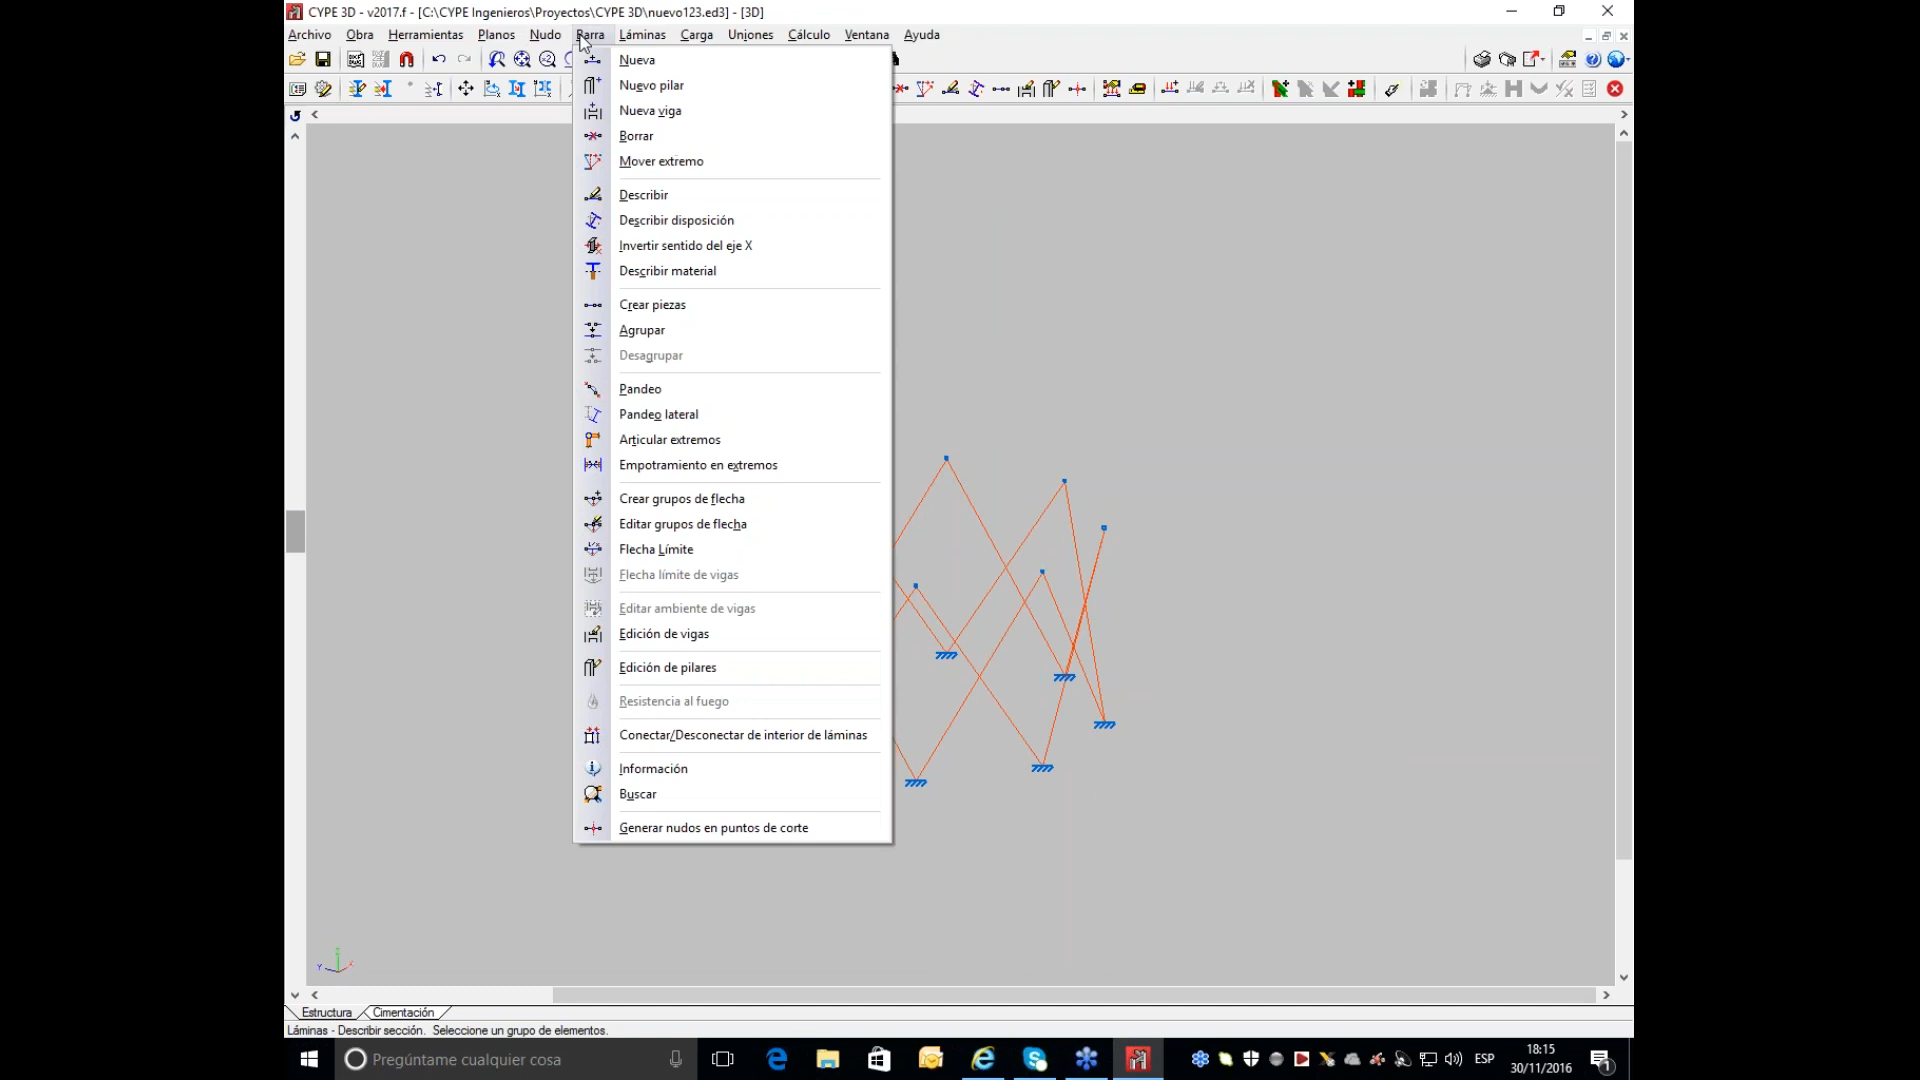 CYPE 3D - v2017.f - [C:\CYPE Ingenieros\Proyectos\CYPE 3D\nuevo123.ed3] - [3D]
Archivo Obra Herramientas Planos Nudo Barra Láminas Carga Uniones Cálculo Ventana Ayuda
Nueva
Nuevo pilar
Nueva viga
Borrar
Mover extremo
Describir
Describir disposición
Invertir sentido del eje X
Describir material
Crear piezas
Agrupar
Desagrupar
Pandeo
Pandeo lateral
Articular extremos
Empotramiento en extremos
Crear grupos de flecha
Editar grupos de flecha
Flecha Límite
Flecha límite de vigas
Editar ambiente de vigas
Edición de vigas
Edición de pilares
Resistencia al fuego
Conectar/Desconectar de interior de láminas
Información
Buscar
Generar nudos en puntos de corte
Estructura Cimentación
Láminas - Describir sección. Seleccione un grupo de elementos.
Pregúntame cualquier cosa
ESP
18:15
30/11/2016
1